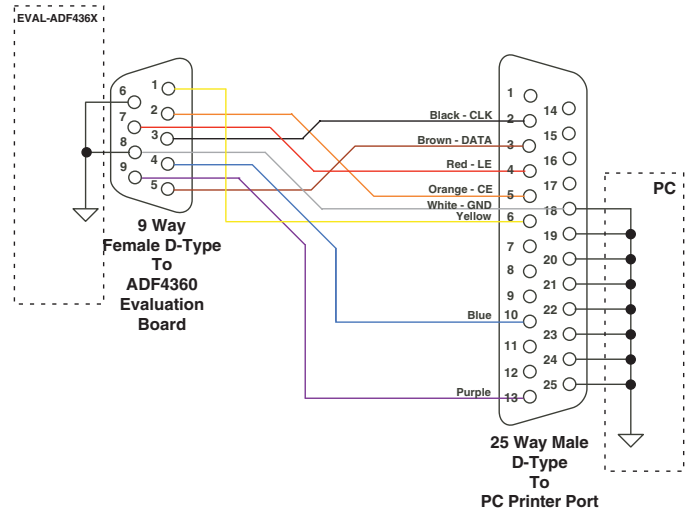 EVAL-ADF436X
6
7
8
9
1
2
3
4
5
9 Way
Female D-Type
To
ADF4360
Evaluation
Board
Black - CLK
Brown - DATA
Red - LE
Orange - CE
White - GND
Yellow
Blue
Purple
1
2
3
4
5
6
7
8
9
10
11
12
13
14
15
16
17
18
19
20
21
22
23
24
25
25 Way Male
D-Type
To
PC Printer Port
PC